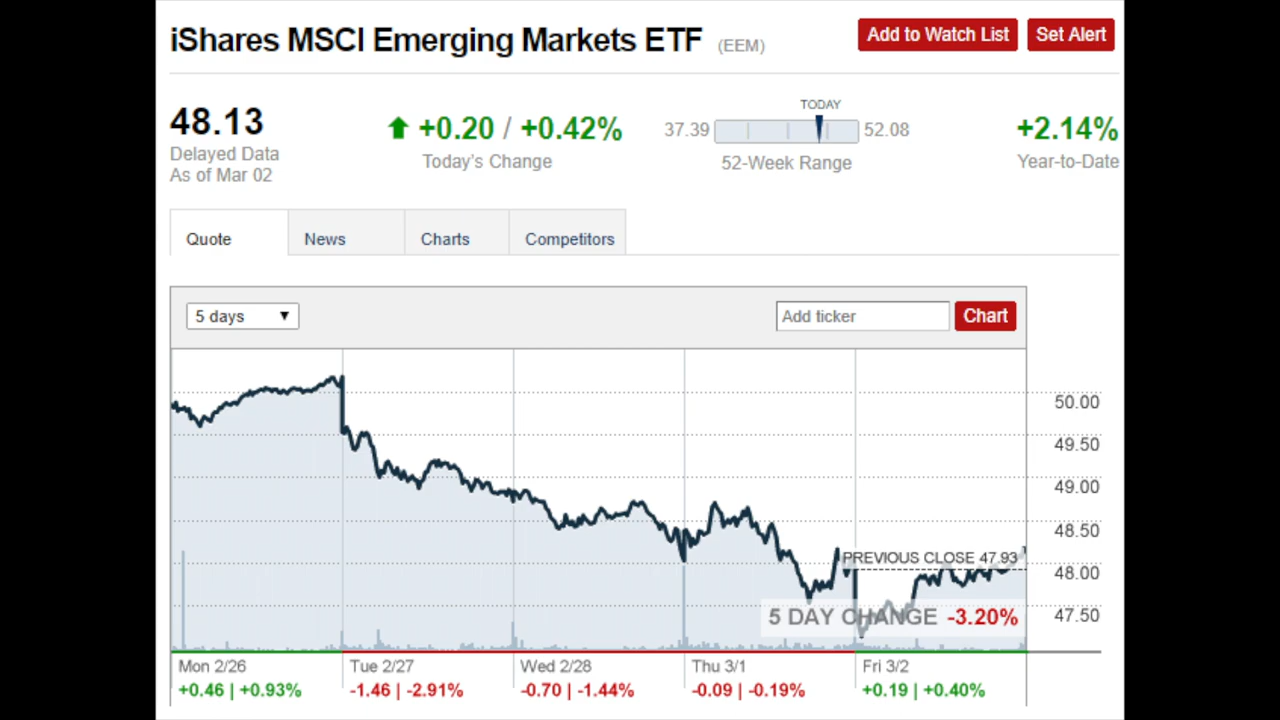 iShares MSCI Emerging Markets ETF (EEM)
Add to Watch List
Set Alert
48.13
Delayed Data
As of Mar 02
+0.20 / +0.42%
Today's Change
TODAY
37.39
52.08
52-Week Range
+2.14%
Year-to-Date
Quote
News
Charts
Competitors
5 days
Add ticker
Chart
50.00
49.50
49.00
48.50
48.00
47.50
PREVIOUS CLOSE 47.93
5 DAY CHANGE -3.20%
Mon 2/26
Tue 2/27
Wed 2/28
Thu 3/1
Fri 3/2
+0.46 | +0.93%
-1.46 | -2.91%
-0.70 | -1.44%
-0.09 | -0.19%
+0.19 | +0.40%